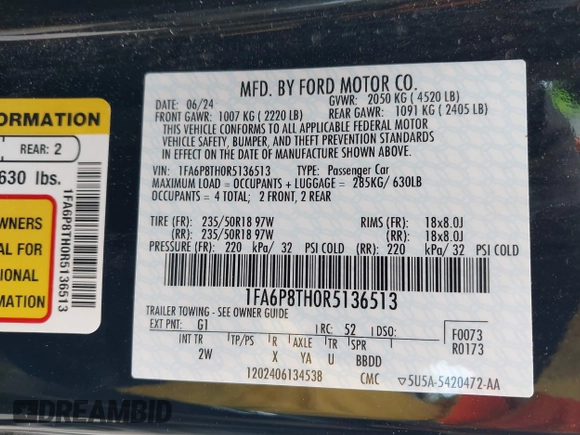 ORMATION
REAR: 2
630 lbs.
WNERS
AL FOR
IONAL
MATION
1FA6P8TH0R5136513
MFD. BY FORD MOTOR CO.
06/24
GVWR: 2050 KG ( 4520 LB)
FRONT GAWR: 1007 KG ( 2220 LB)
REAR GAWR: 1091 KG ( 2405 LB)
THIS VEHICLE CONFORMS TO ALL APPLICABLE FEDERAL MOTOR
VEHICLE SAFETY, BUMPER, AND THEFT PREVENTION STANDARDS
IN EFFECT ON THE DATE OF MANUFACTURE SHOWN ABOVE.
VIN: 1FA6P8TH0R5136513 TYPE: Passenger Car
MAXIMUM LOAD = OCCUPANTS + LUGGAGE = 285KG/ 630LB
OCCUPANTS = 4 TOTAL; 2 FRONT, 2 REAR
TIRE (FR): 235/50R18 97W RIMS (FR): 18x8.0J
(RR): 235/50R18 97W (RR): 18x8.0J
PRESSURE (FR): 220 kPa/ 32 PSI COLD (RR): 220 kPa/ 32 PSI COLD
1FA6P8TH0R5136513
TRAILER TOWING - SEE OWNER GUIDE
EXT PNT: G1 RC: 52 DSO:
F0073
R0173
INT TR TP/PS R AXLE TR SPR
2W X YA U BBDD
1202406134538 CMC ▽5U5A-5420472-AA
DREAMBID